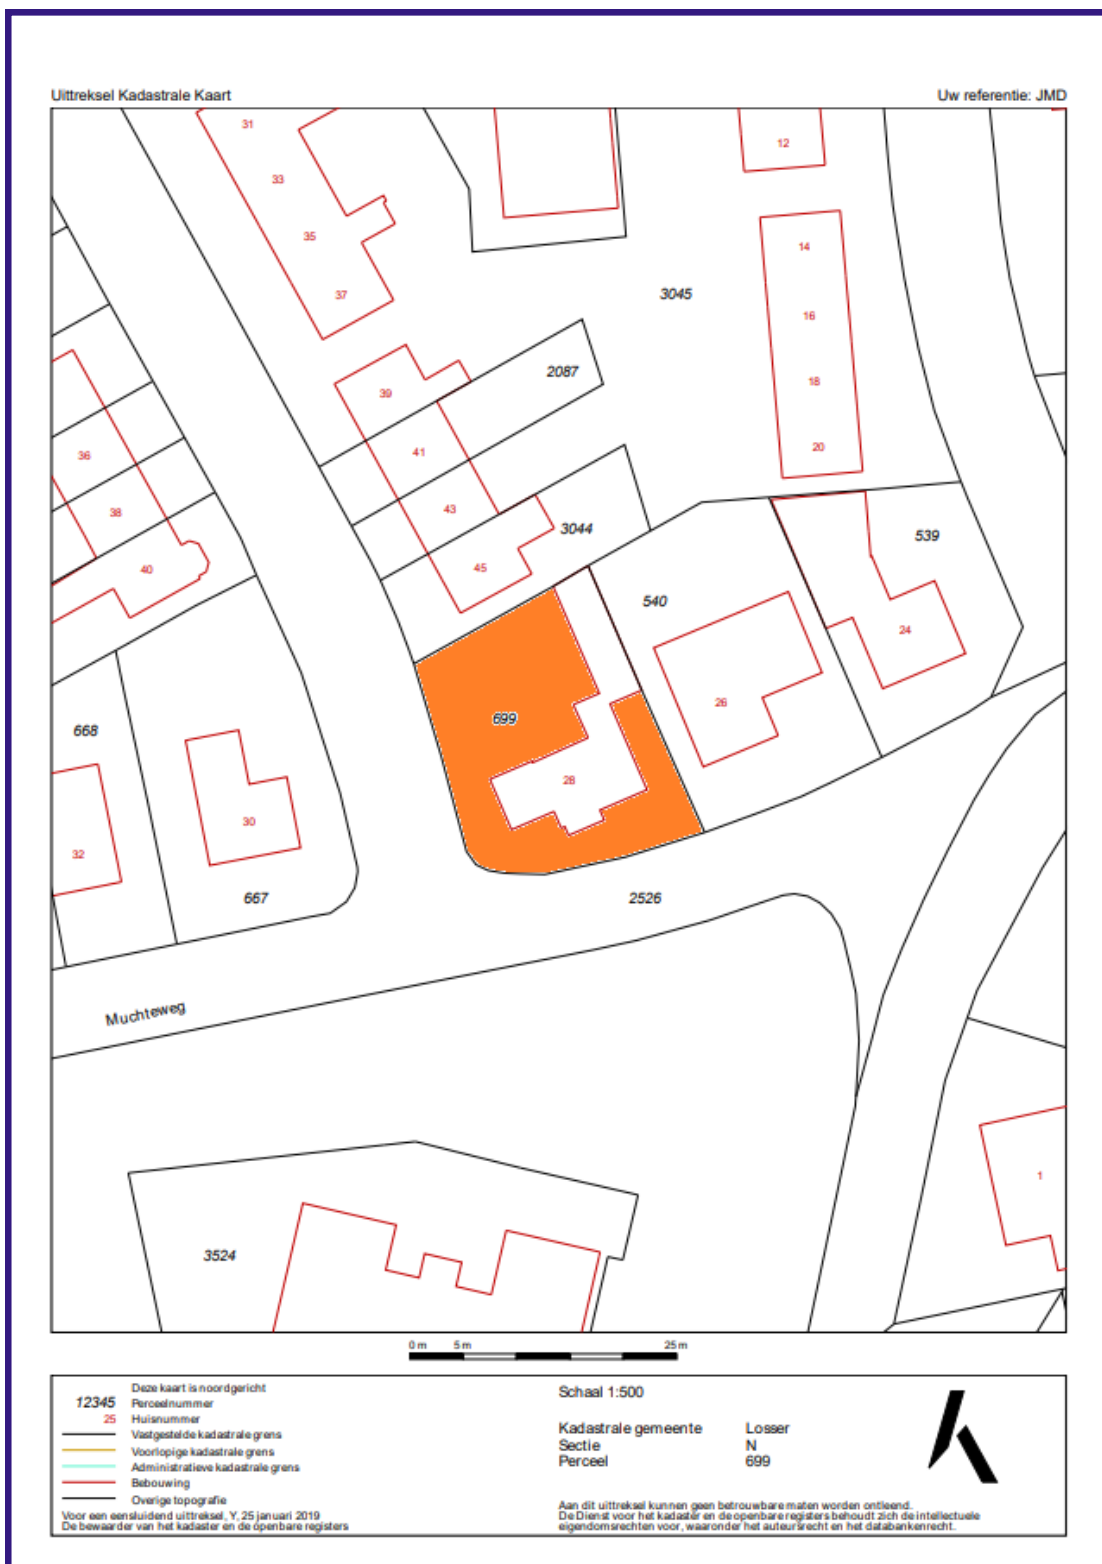 Uittreksel Kadastrale Kaart
Uw referentie: JMD
31
12
33
35
14
37
3045
16
2087
18
39
20
41
36
43
38
3044
539
45
40
540
24
26
699
668
28
30
32
667
2526
Muchteweg
1
3524
0 m 5 m 25 m
Deze kaart is noordgericht
12345 Perceelnummer
25 Huisnummer
Vastgestelde kadastrale grens
Voorlopige kadastrale grens
Administratieve kadastrale grens
Bebouwing
Overige topografie
Voor een eensluidend uittreksel, Y, 25 januari 2019
De bewaarder van het kadaster en de openbare registers
Schaal 1:500
Kadastrale gemeente Losser
Sectie N
Perceel 699
Aan dit uittreksel kunnen geen betrouwbare maten worden ontleend.
De Dienst voor het kadaster en de openbare registers behoudt zich de intellectuele
eigendomsrechten voor, waaronder het auteursrecht en het databankenrecht.